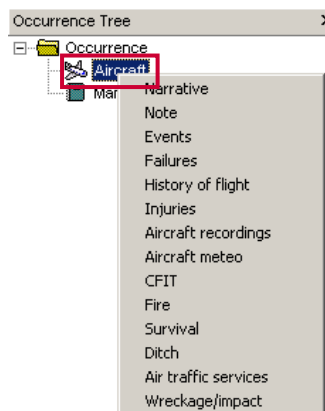 Occurrence Tree
Occurrence
Aircraft
Mar
Narrative
Note
Events
Failures
History of flight
Injuries
Aircraft recordings
Aircraft meteo
CFIT
Fire
Survival
Ditch
Air traffic services
Wreckage/impact